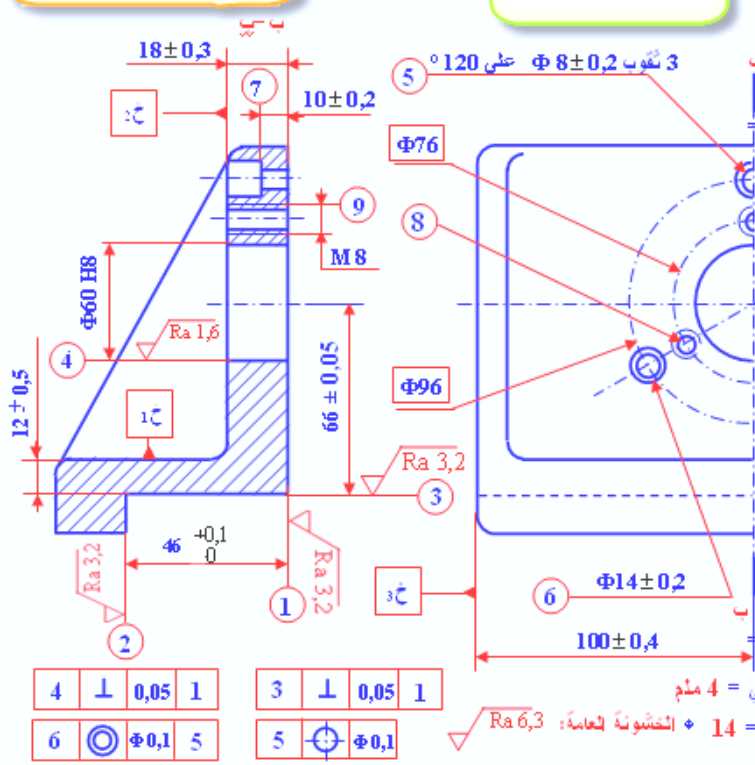 18±0,3
7
10±0,2
خ2
9
M 8
Φ60 H8
Ra 1,6
4
12±0,5
خ1
66 ± 0,05
Ra 3,2
3
46 +0,1 0
Ra 3,2
Ra 3,2
1
2
5
3 ثقوب Φ 8±0,2 على 120°
Φ76
8
Φ96
خ3
6
Φ14±0,2
100±0,4
= 4 ملم
= 14 * الخشونة العامة: Ra 6,3
4 ⊥ 0,05 1
3 ⊥ 0,05 1
6 ◎ Φ0,1 5
5 ⌖ Φ0,1